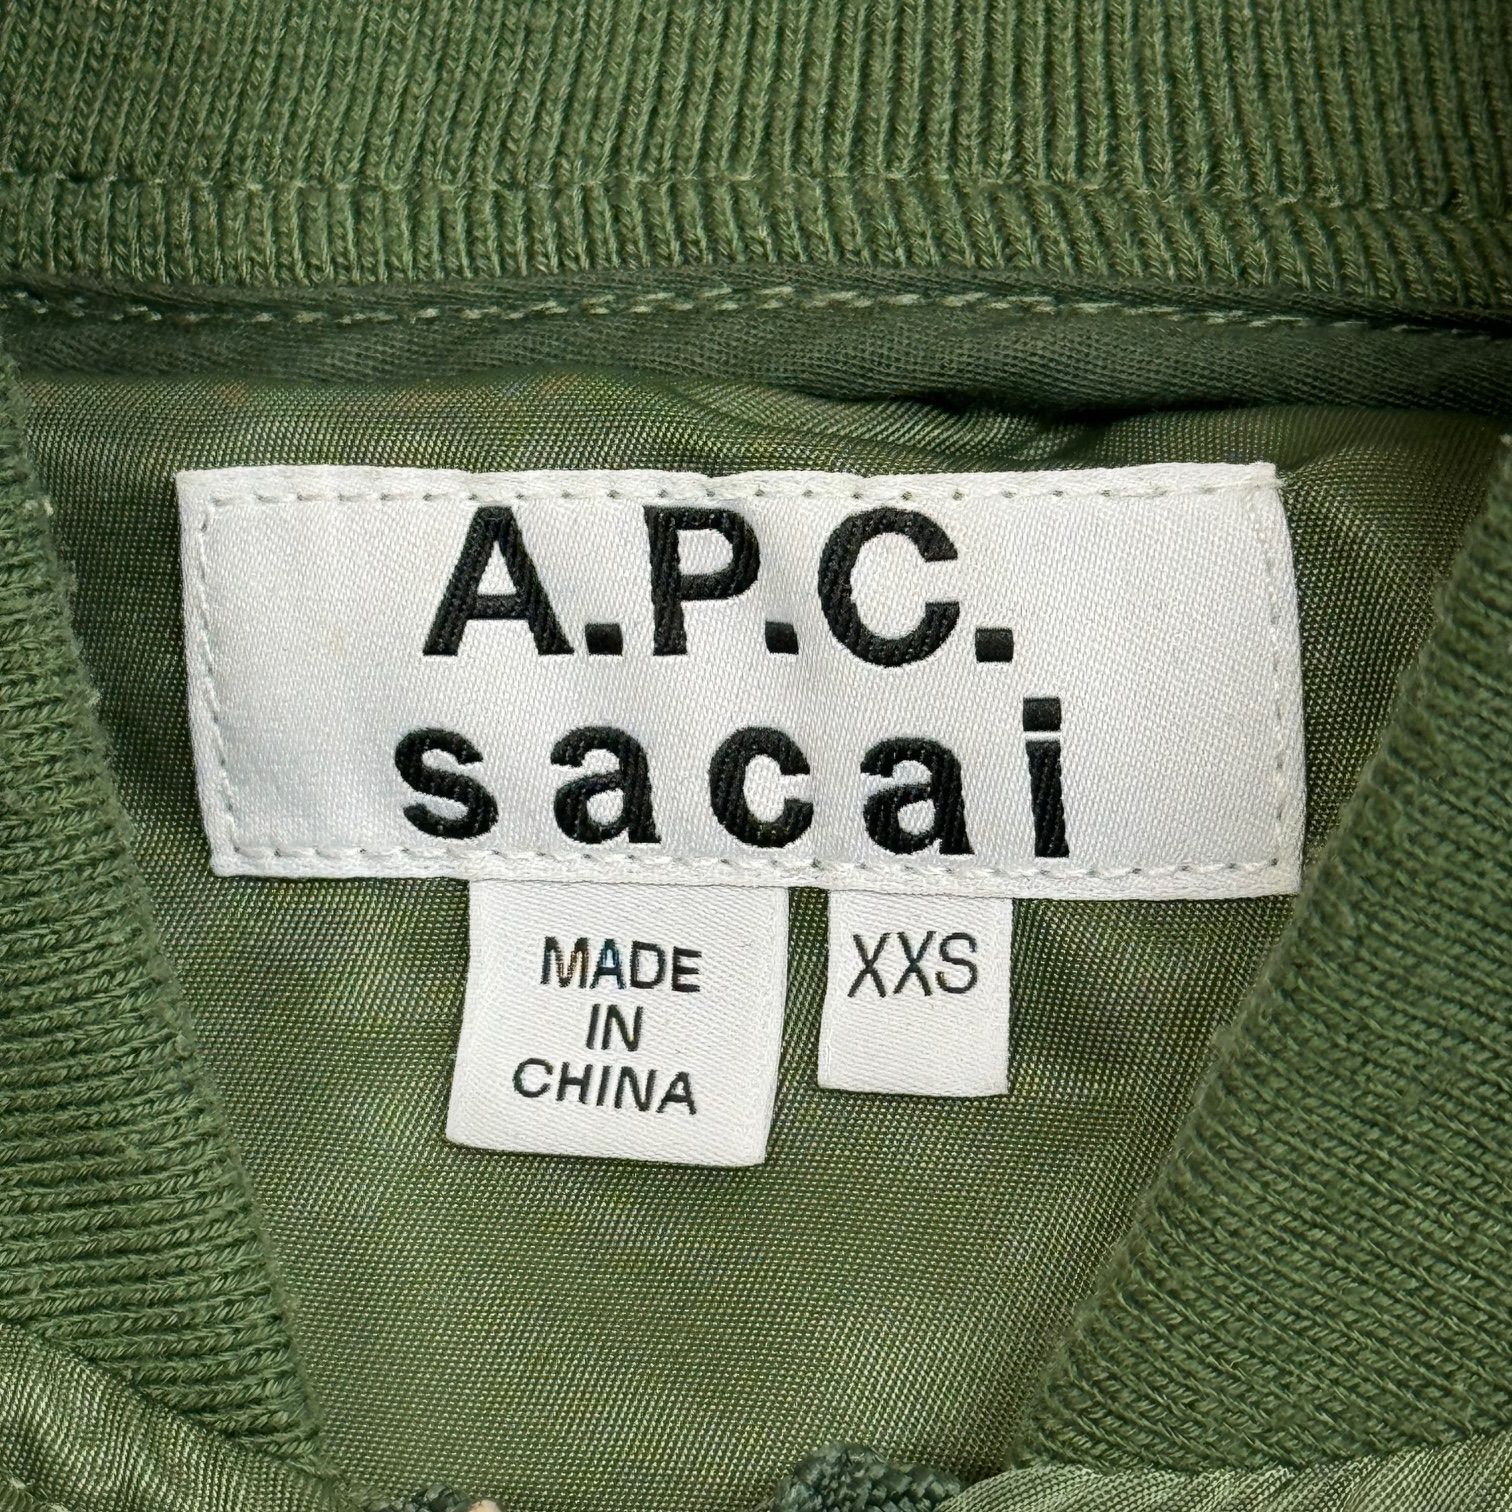 A.P.C.
sacai
MADE
IN
CHINA
XXS